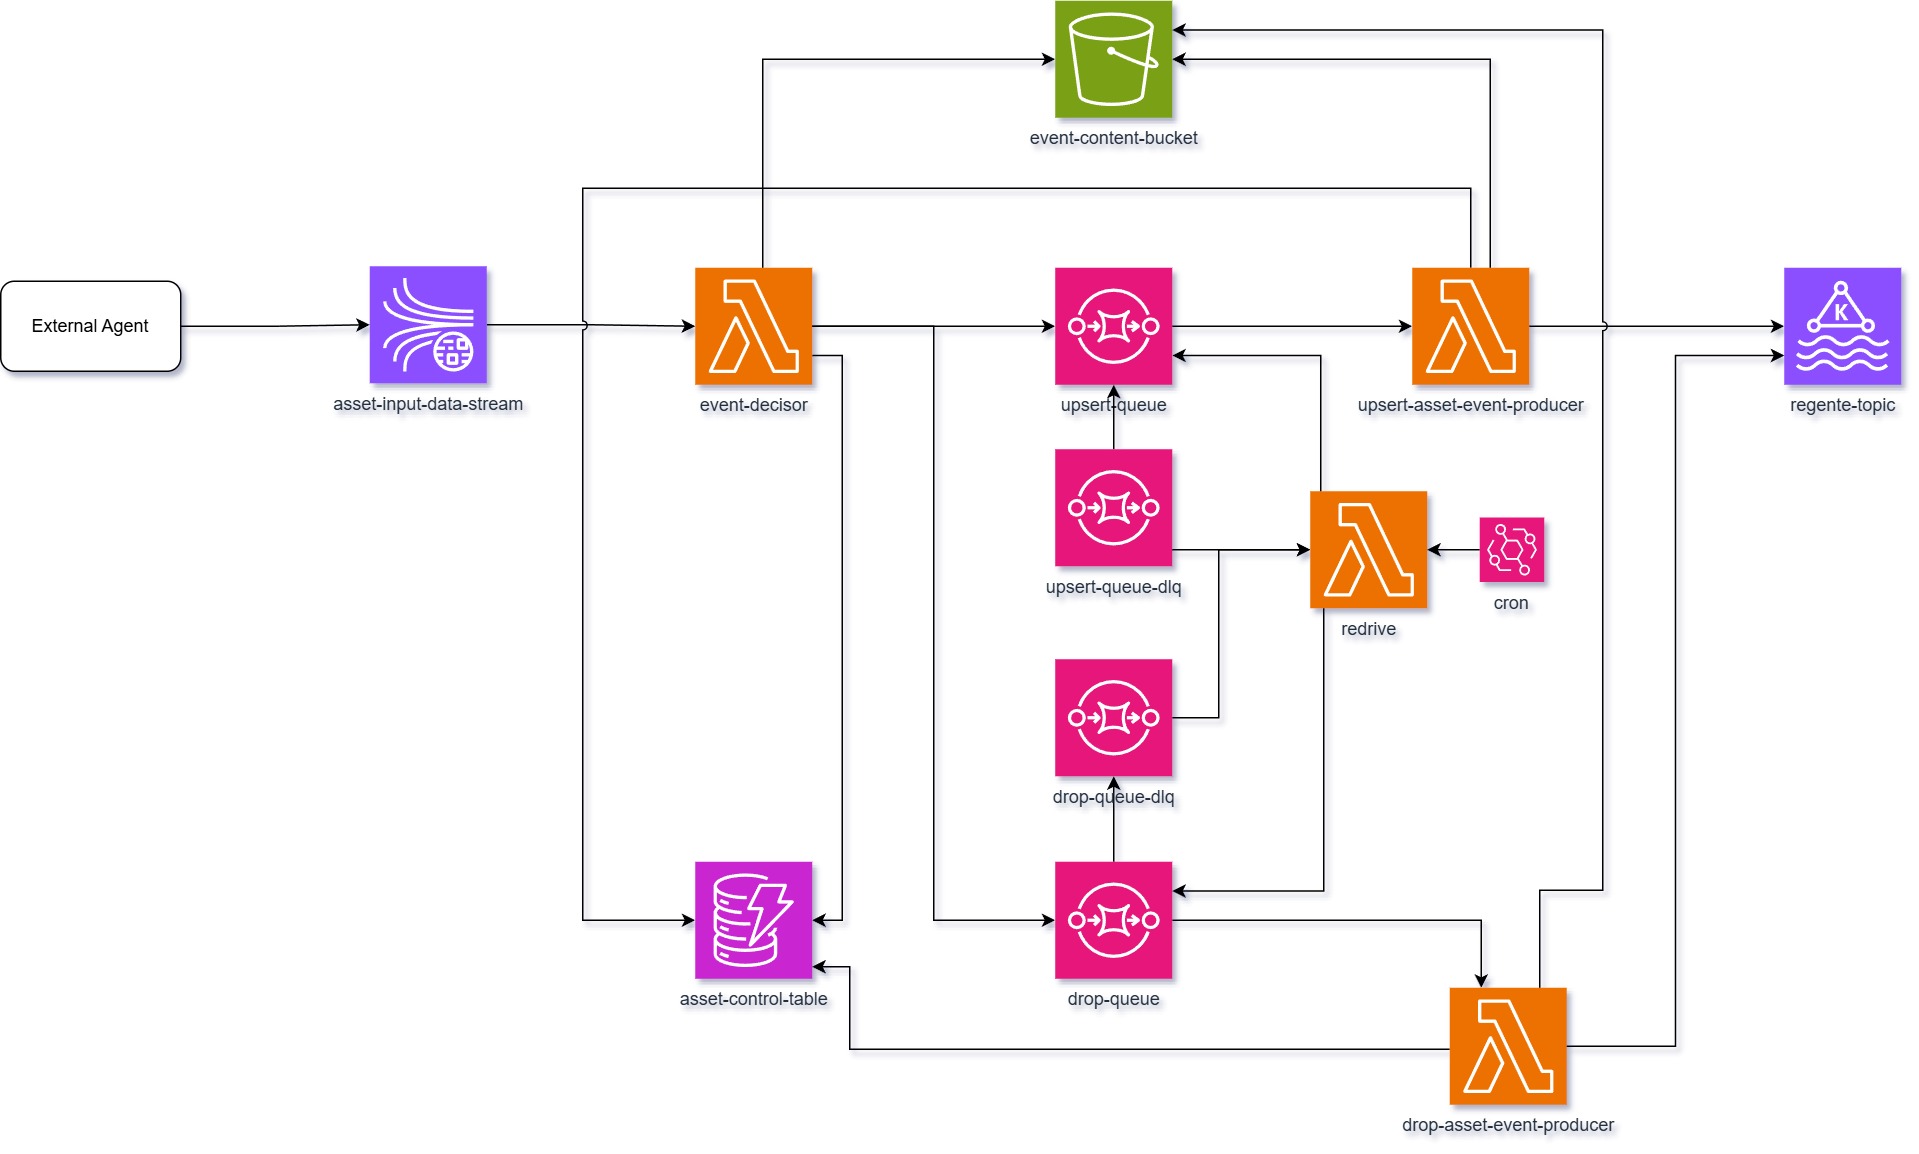 event-content-bucket
External Agent
K
asset-input-data-stream
event-decisor
upsert-queue
upsert-asset-event-producer
regente-topic
upsert-queue-dlq
cron
redrive
drop-queue-dlq
asset-control-table
drop-queue
drop-asset-event-producer